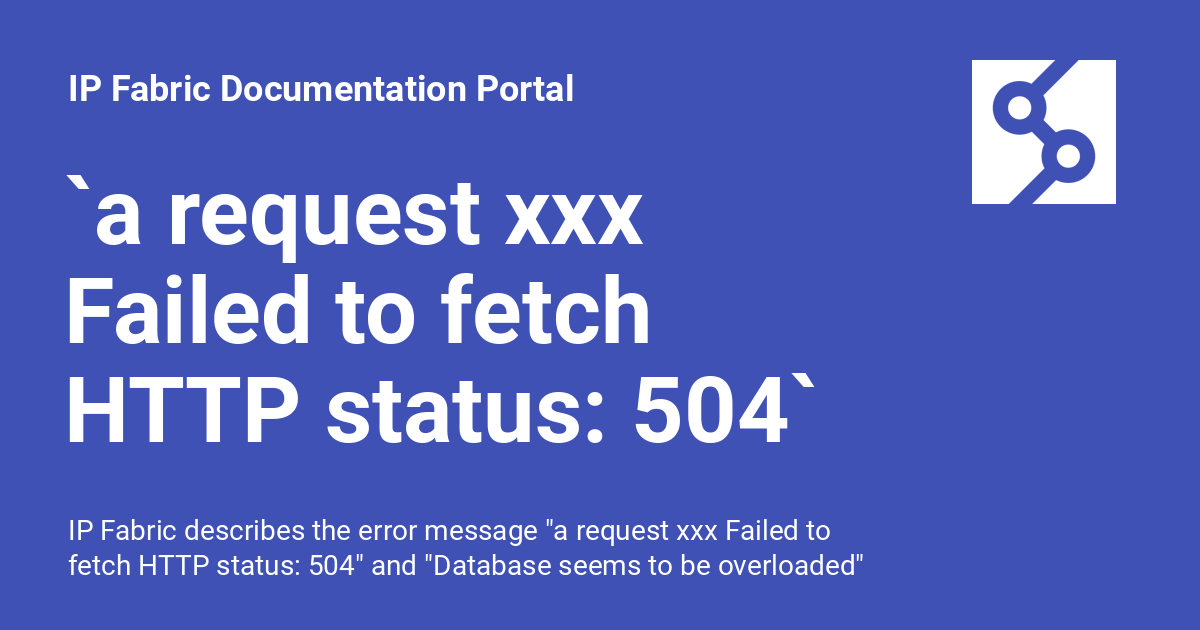 IP Fabric Documentation Portal
`a request xxx
Failed to fetch
HTTP status: 504`
IP Fabric describes the error message "a request xxx Failed to
fetch HTTP status: 504" and "Database seems to be overloaded"